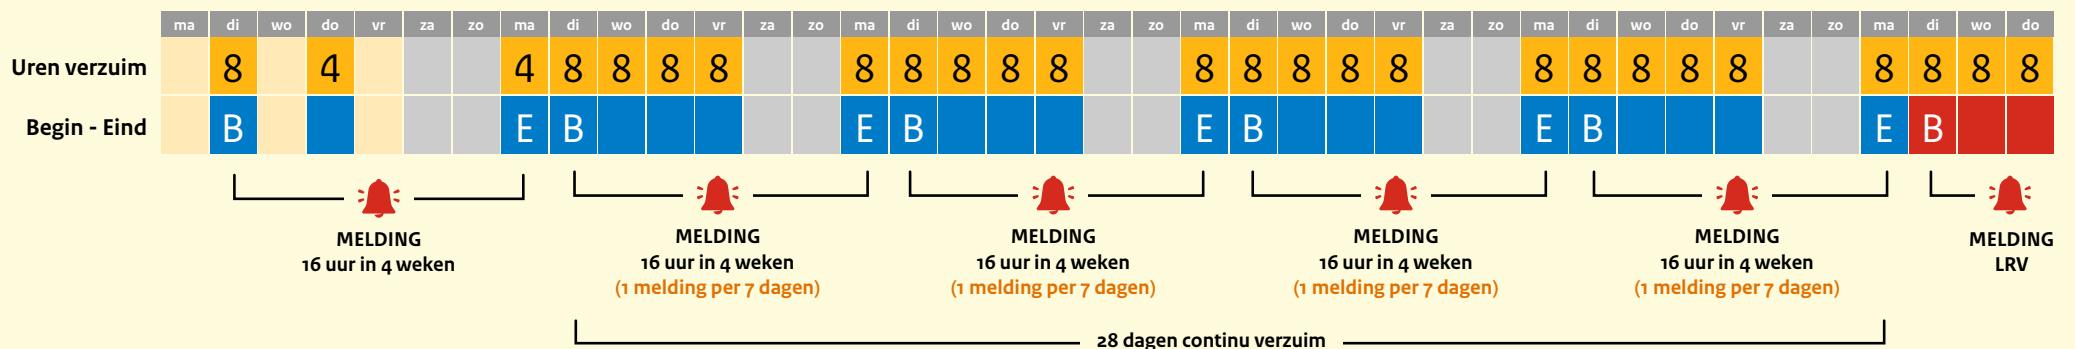 ma di wo do vr za zo ma di wo do vr za zo ma di wo do vr za zo ma di wo do vr za zo ma di wo do vr za zo ma di wo do
Uren verzuim 8 4 4 8 8 8 8 8 8 8 8 8 8 8 8 8 8 8 8 8 8 8 8 8 8 8
Begin - Eind B E B E B E B E B E B
MELDING MELDING MELDING MELDING MELDING MELDING
16 uur in 4 weken 16 uur in 4 weken 16 uur in 4 weken 16 uur in 4 weken 16 uur in 4 weken LRV
(1 melding per 7 dagen) (1 melding per 7 dagen) (1 melding per 7 dagen) (1 melding per 7 dagen)
28 dagen continu verzuim